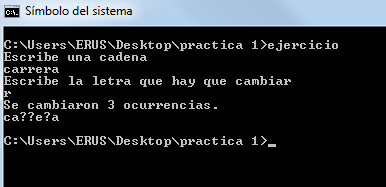 Símbolo del sistema
C:\Users\ERUS\Desktop\practica 1>ejercicio
Escribe una cadena
carrera
Escribe la letra que hay que cambiar
r
Se cambiaron 3 ocurrencias.
ca??e?a
C:\Users\ERUS\Desktop\practica 1>_